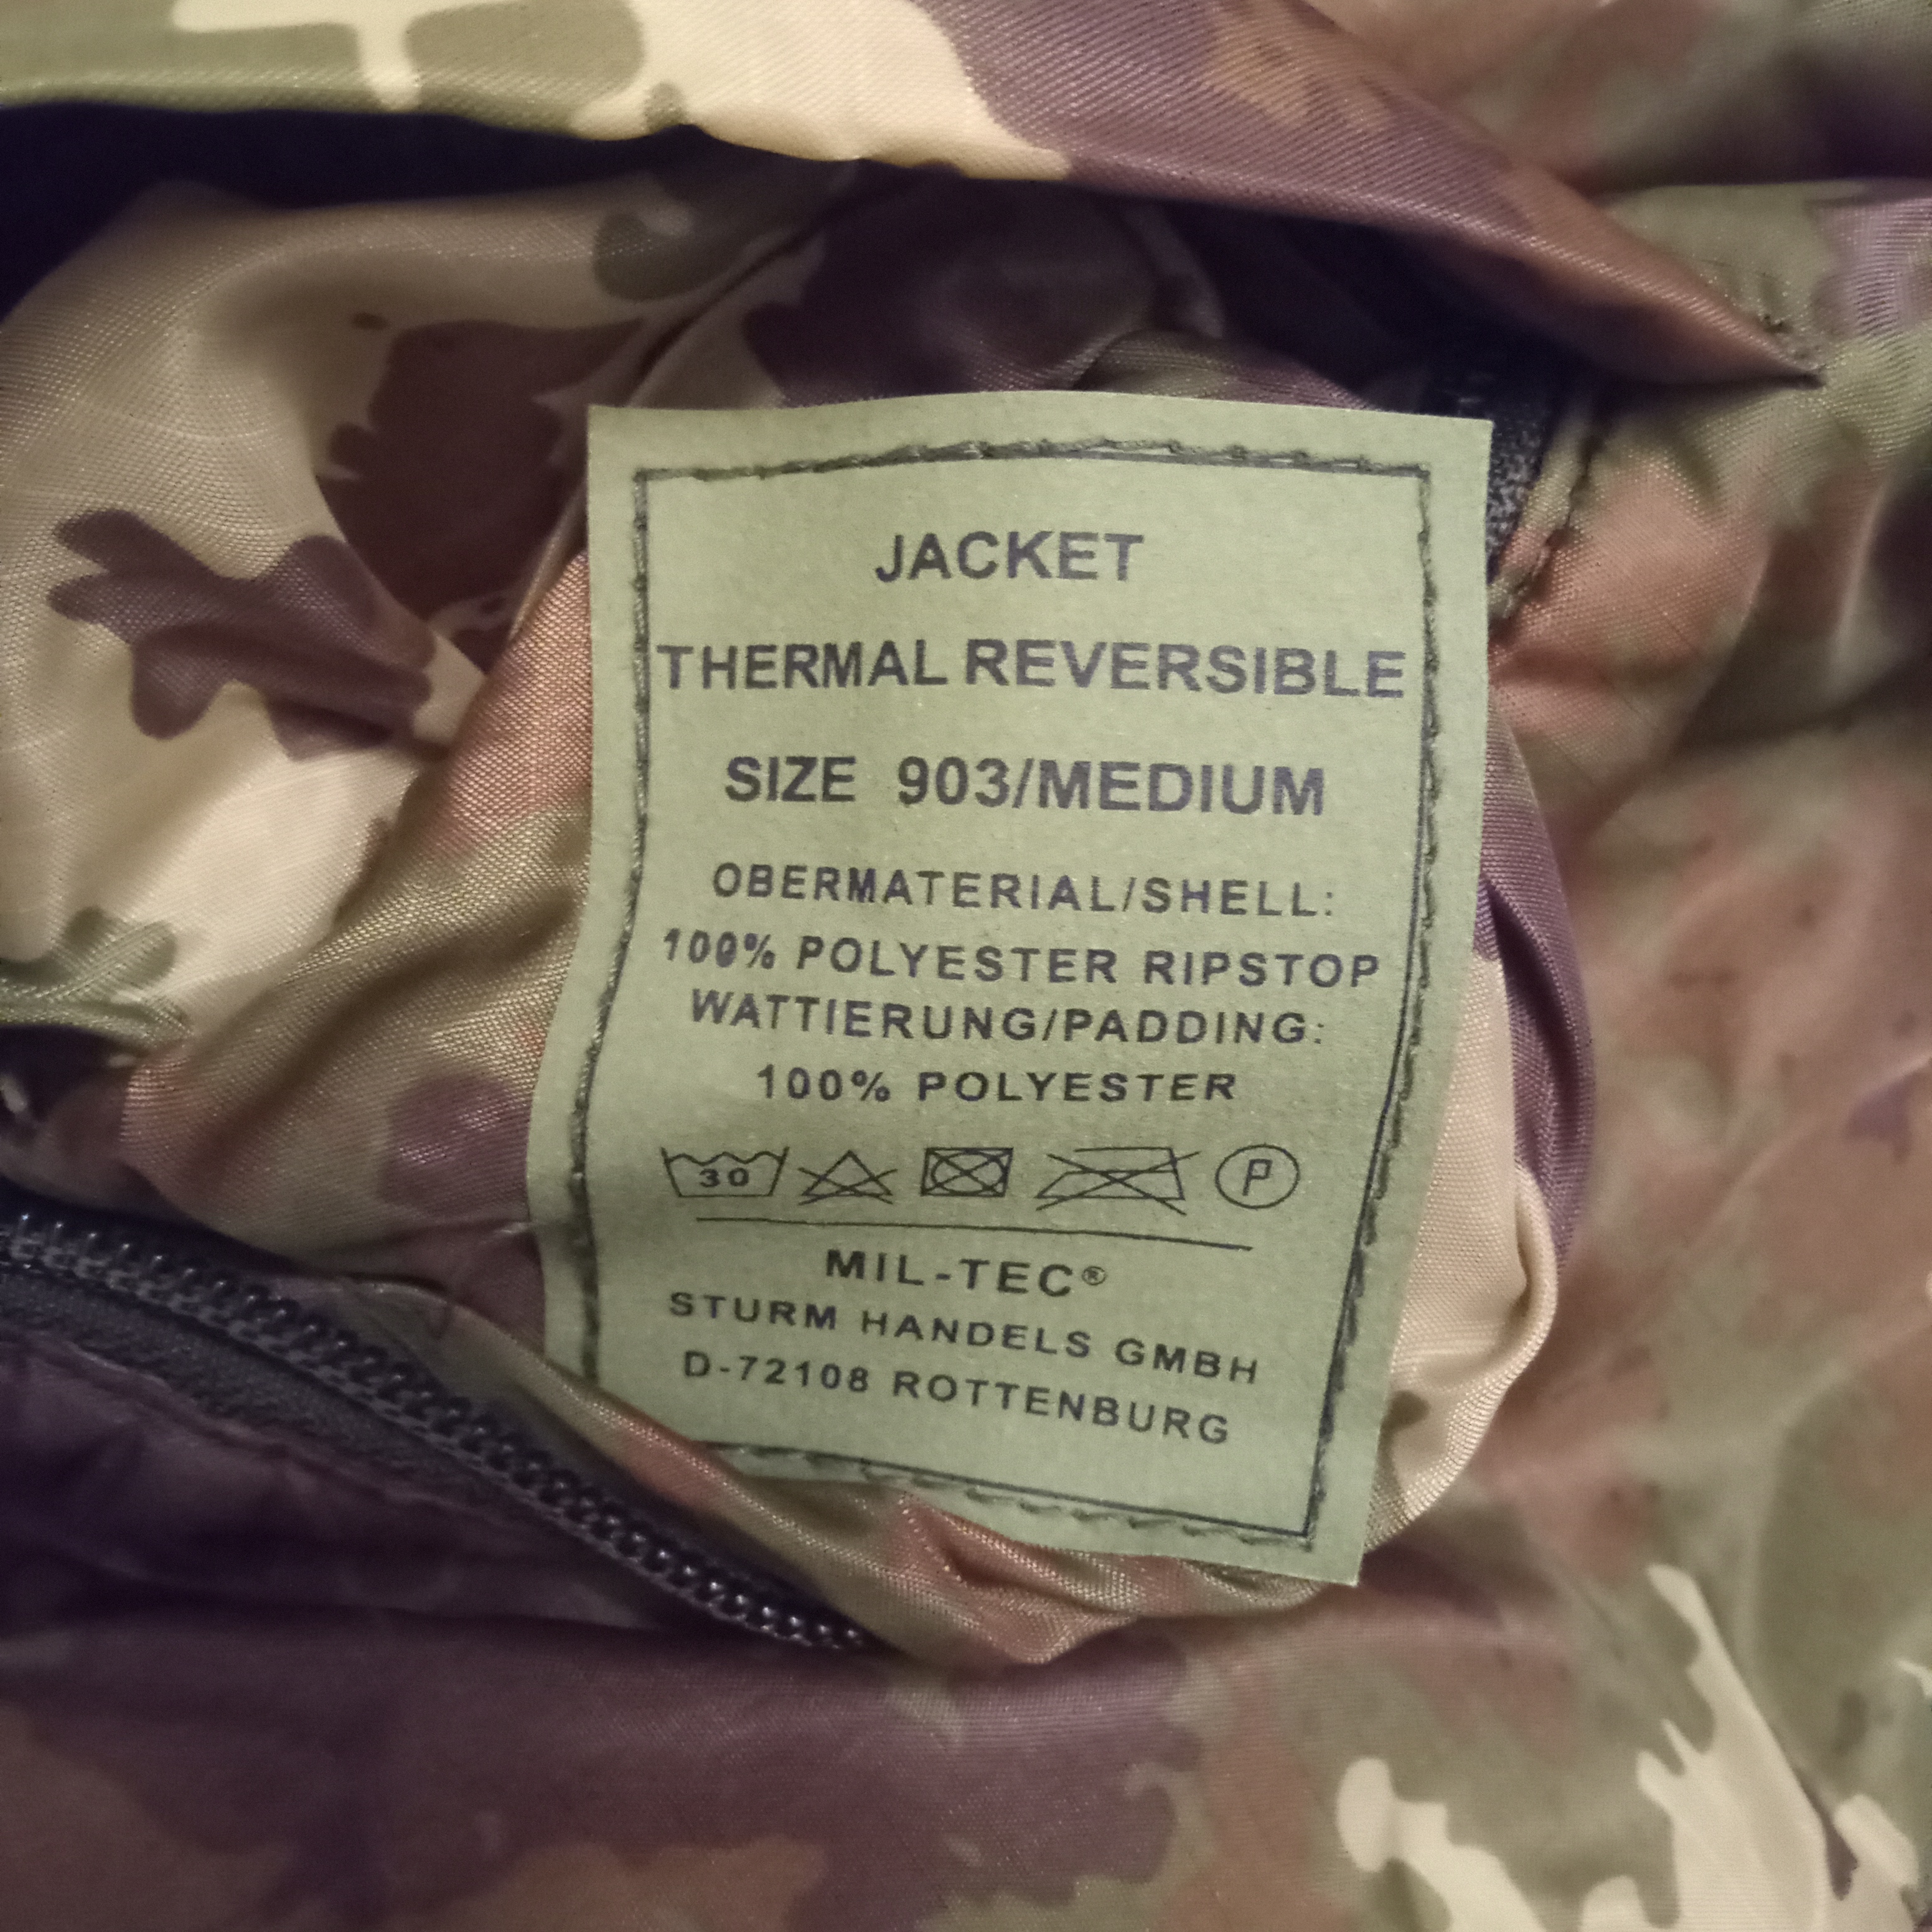 JACKET
THERMAL REVERSIBLE
SIZE 903/MEDIUM
OBERMATERIAL/SHELL:
100% POLYESTER RIPSTOP
WATTIERUNG/PADDING:
100% POLYESTER
30 P
MIL-TEC®
STURM HANDELS GMBH
D-72108 ROTTENBURG